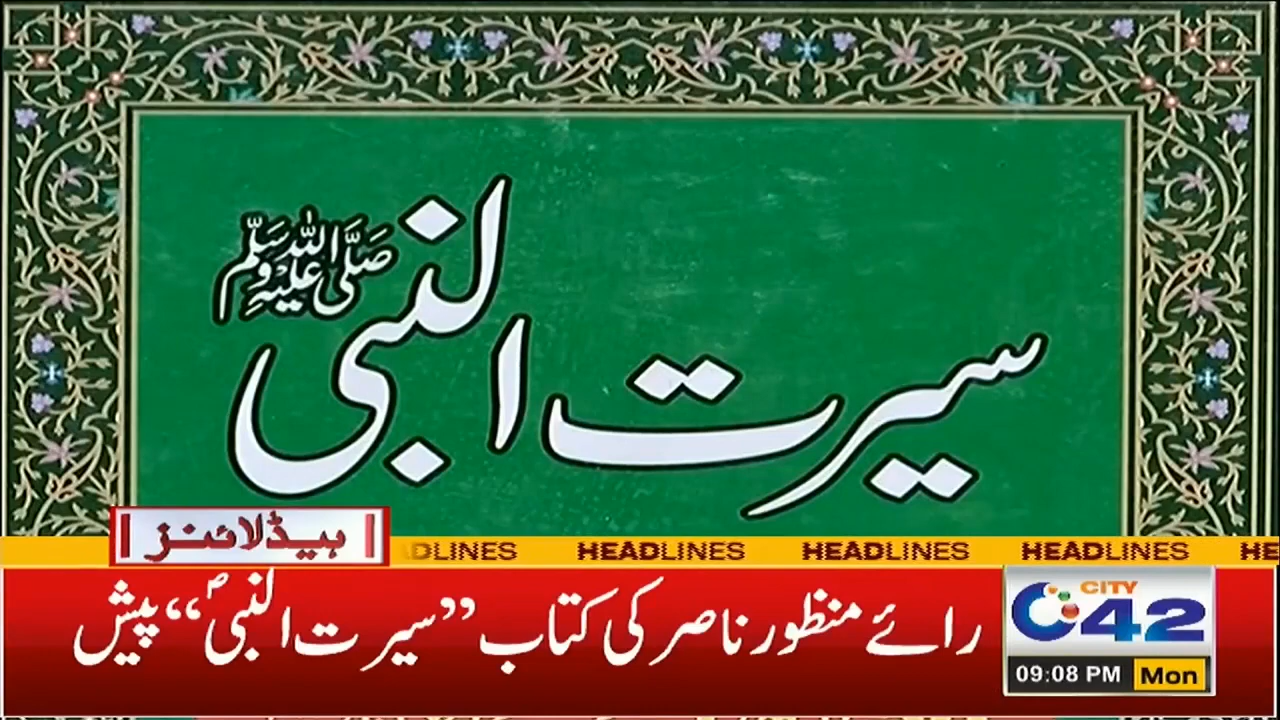 سیرت النبی صَلَّی اللہ عَلَیْہِ وَسَلَّم
ہیڈلائنز
HEADLINES HEADLINES HEADLINES HEADLINES
رائے منظور ناصر کی کتاب ”سیرت النبیؐ“ پیش
CITY
42
09:08 PM Mon